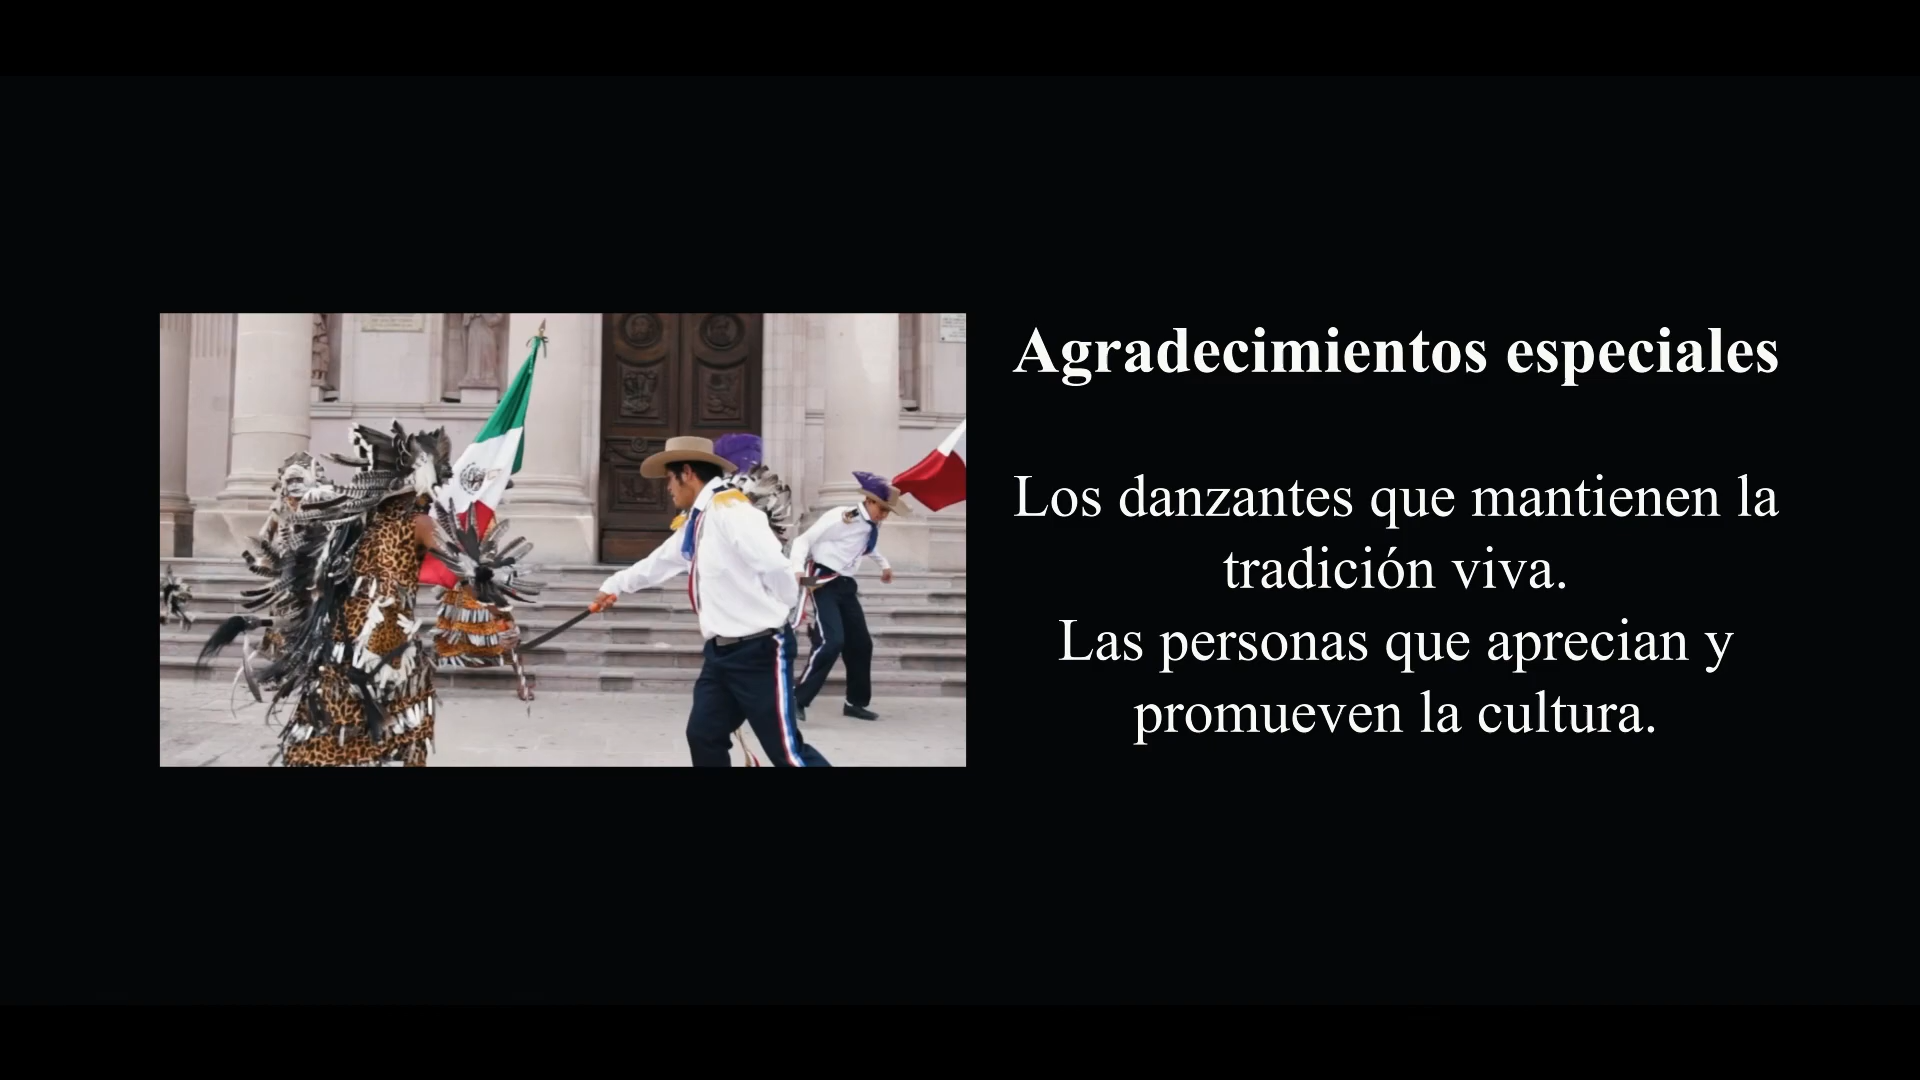 Agradecimientos especiales
Los danzantes que mantienen la
tradición viva.
Las personas que aprecian y
promueven la cultura.